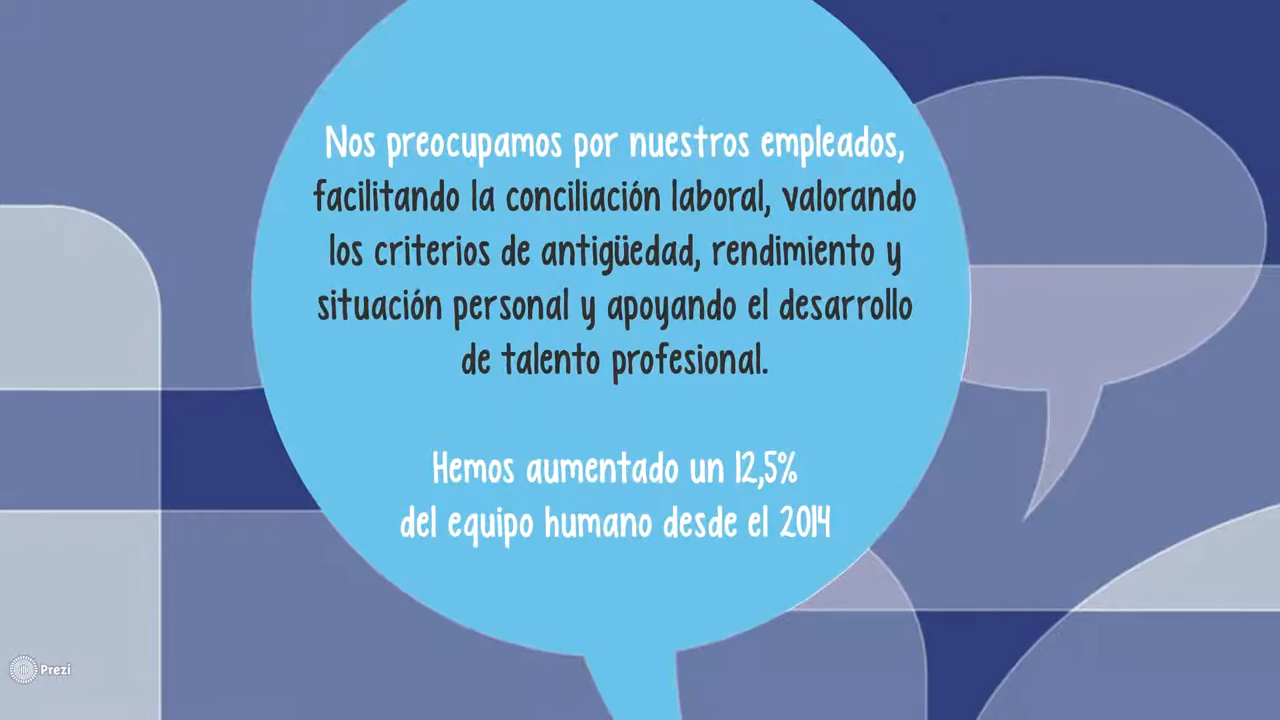 Nos preocupamos por nuestros empleados,
facilitando la conciliación laboral, valorando
los criterios de antigüedad, rendimiento y
situación personal y apoyando el desarrollo
de talento profesional.
Hemos aumentado un 12,5%
del equipo humano desde el 2014
Prezi